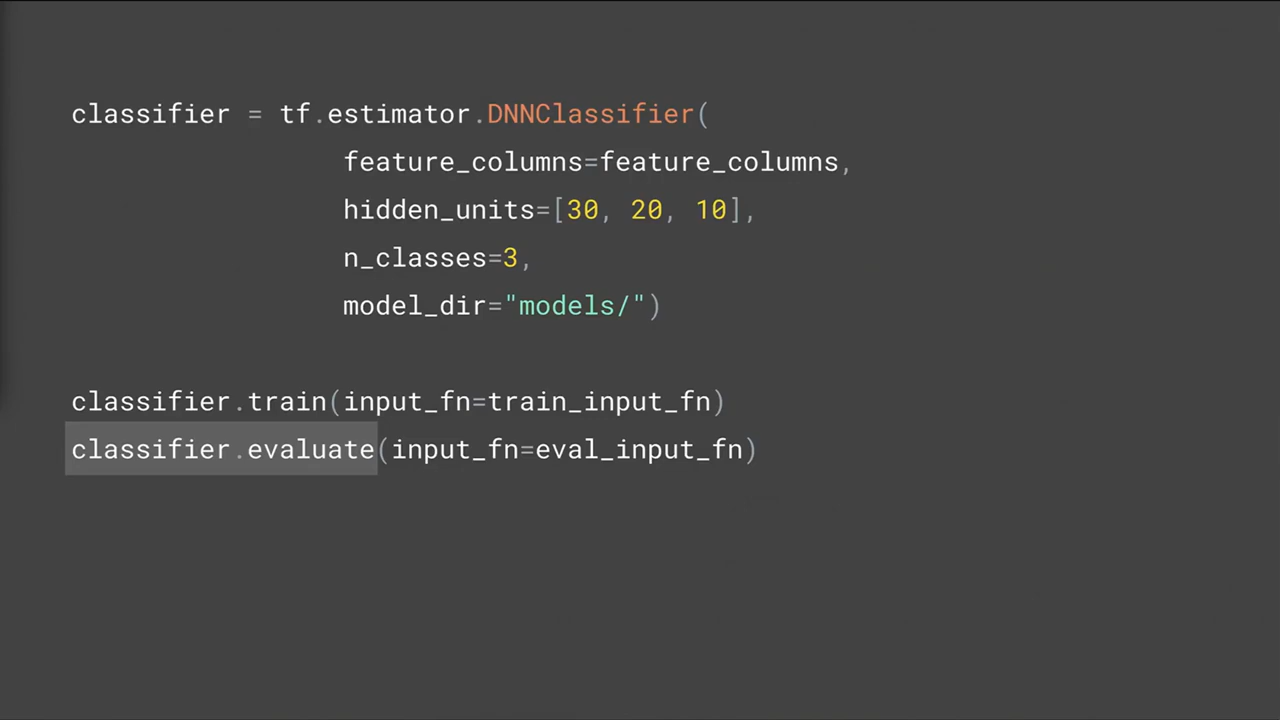 classifier = tf.estimator.DNNClassifier(
feature_columns=feature_columns,
hidden_units=[30, 20, 10],
n_classes=3,
model_dir="models/")
classifier.train(input_fn=train_input_fn)
classifier.evaluate(input_fn=eval_input_fn)